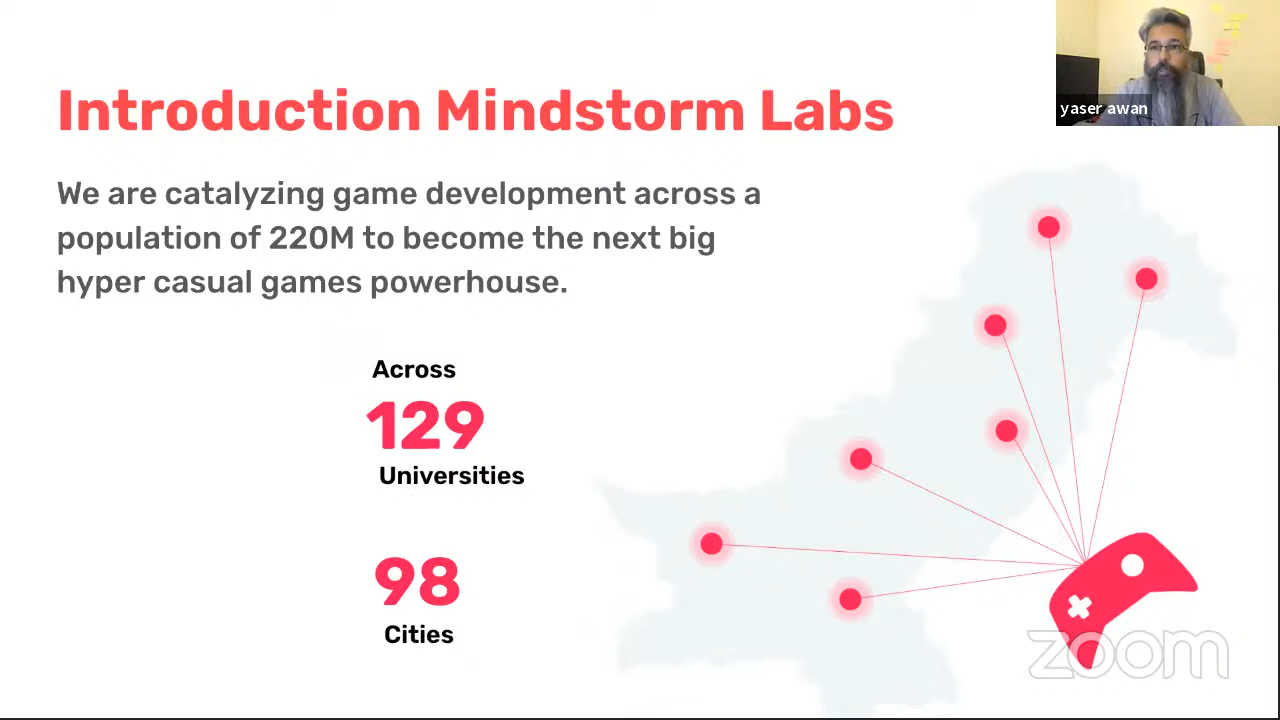 Introduction Mindstorm Labs
yaser awan
We are catalyzing game development across a
population of 220M to become the next big
hyper casual games powerhouse.
Across
129
Universities
98
Cities
zoom